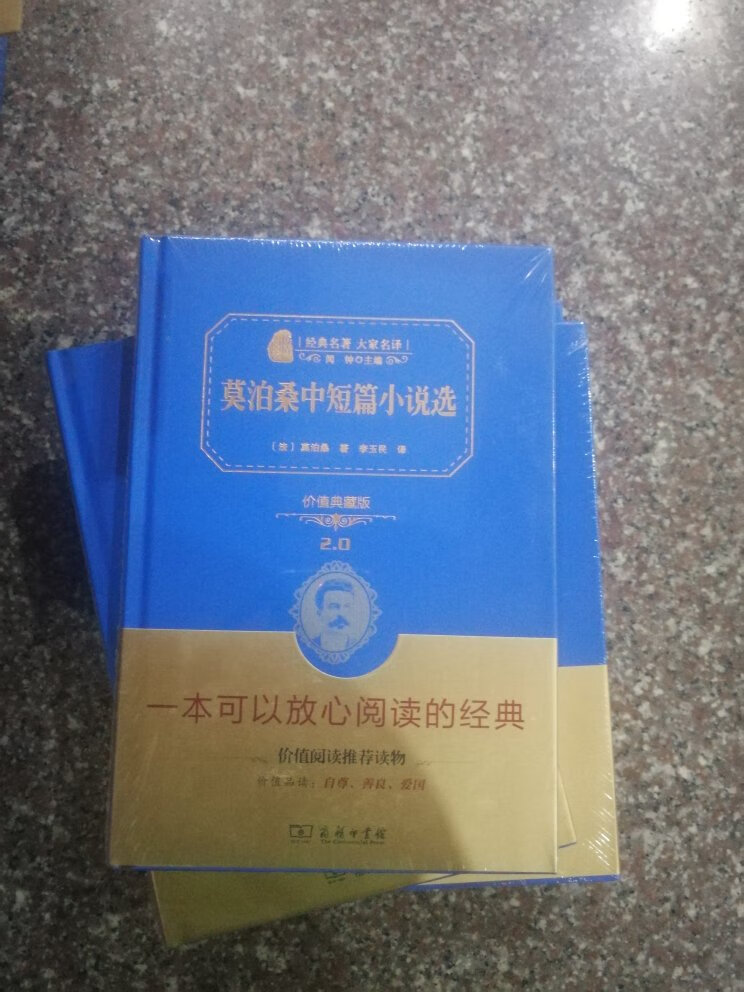 经典名著 大家名译
闻 钟 主编
莫泊桑中短篇小说选
［法］莫泊桑 著 李玉民 译
价值典藏版
2.0
一本可以放心阅读的经典
价值阅读推荐读物
价值品读：自尊、善良、爱国
商务印书馆
The Commercial Press